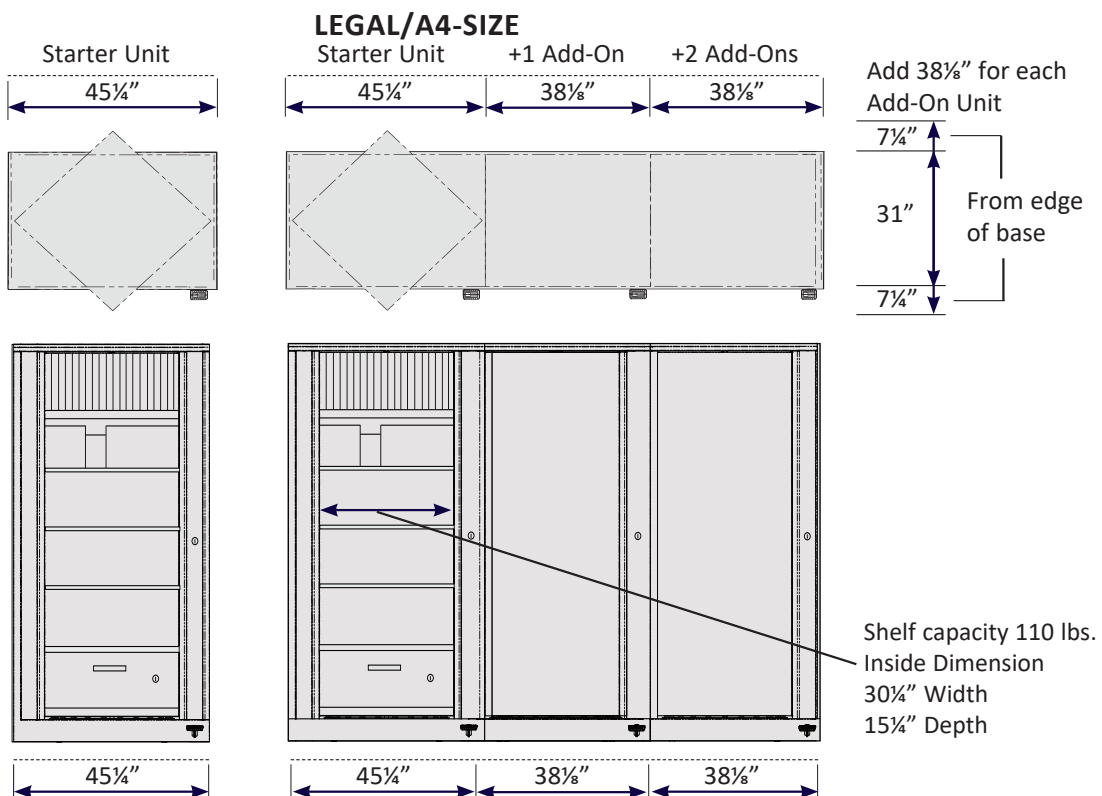 LEGAL/A4-SIZE
Starter Unit
Starter Unit
+1 Add-On
+2 Add-Ons
45¼”
45¼”
38⅛”
38⅛”
Add 38⅛” for each
Add-On Unit
7¼”
31”
From edge
of base
7¼”
Shelf capacity 110 lbs.
Inside Dimension
30¼” Width
15¼” Depth
45¼”
45¼”
38⅛”
38⅛”